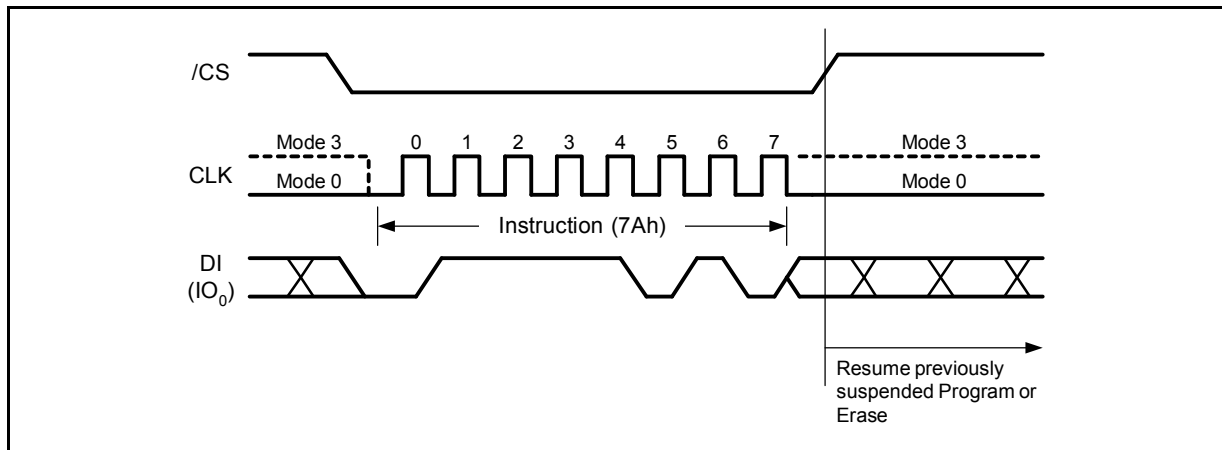 /CS
Mode 3 0 1 2 3 4 5 6 7 Mode 3
CLK
Mode 0 Mode 0
Instruction (7Ah)
DI
(IO0)
Resume previously
suspended Program or
Erase